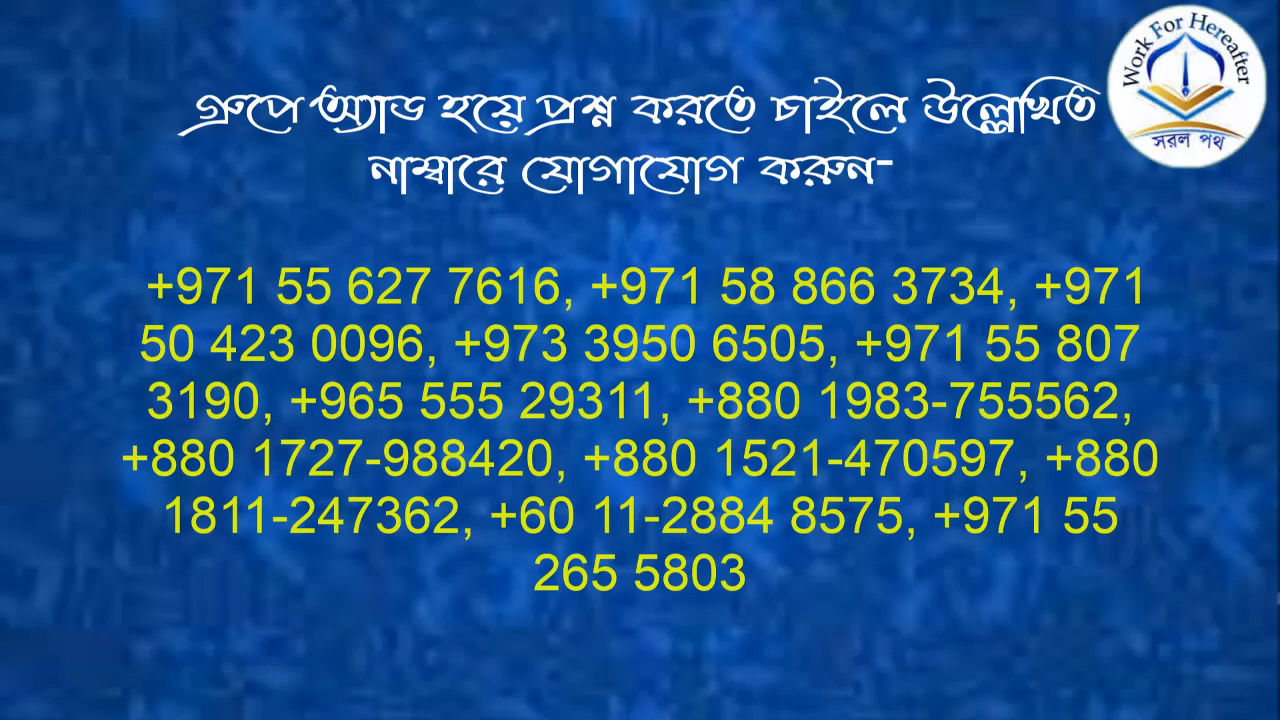 Work For Hereafter
সরল পথ
গ্রুপে অ্যাড হয়ে প্রশ্ন করতে চাইলে উল্লেখিত
নাম্বারে যোগাযোগ করুন-
+971 55 627 7616, +971 58 866 3734, +971
50 423 0096, +973 3950 6505, +971 55 807
3190, +965 555 29311, +880 1983-755562,
+880 1727-988420, +880 1521-470597, +880
1811-247362, +60 11-2884 8575, +971 55
265 5803